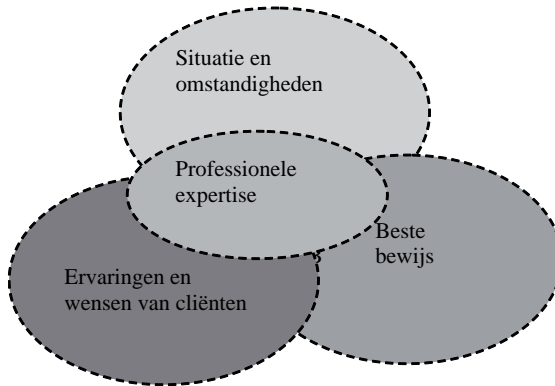 Situatie en
omstandigheden
Professionele
expertise
Beste
bewijs
Ervaringen en
wensen van cliënten